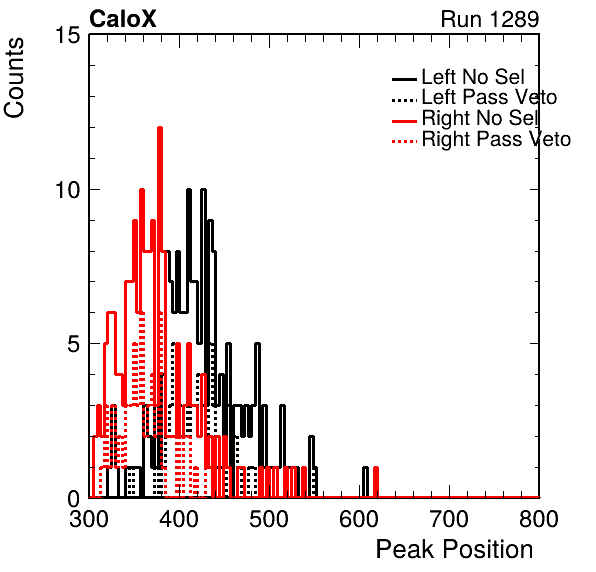 CaloX Run 1289
Counts
15
Left No Sel
Left Pass Veto
Right No Sel
Right Pass Veto
10
5
0
300 400 500 600 700 800
Peak Position